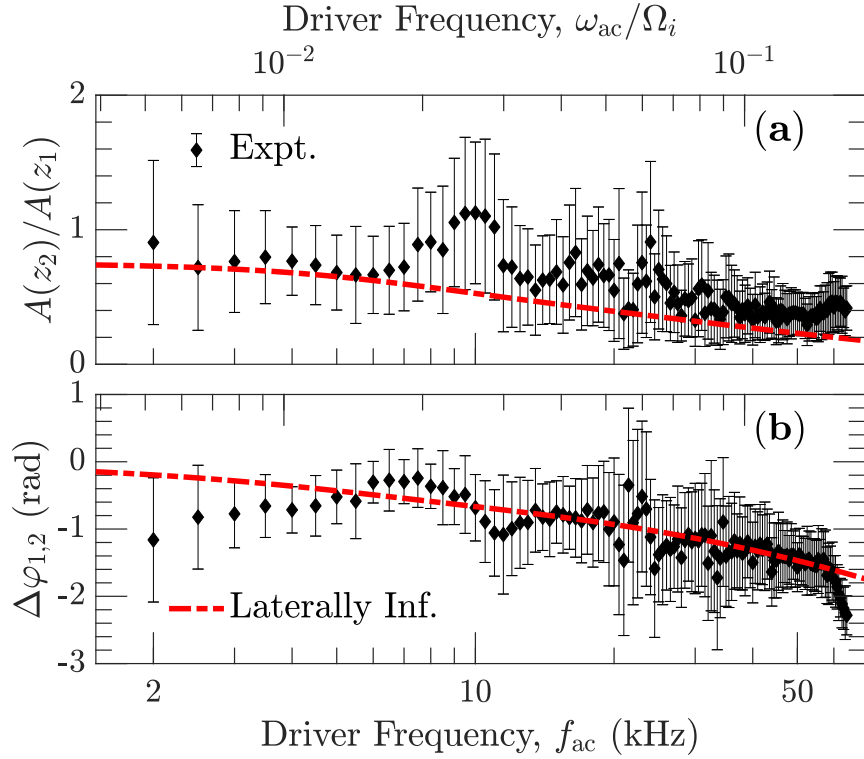 Driver Frequency, ω_ac/Ω_i
10^-2 10^-1
2
(a)
Expt.
A(z_2)/A(z_1)
1
0
1
(b)
0
Δφ_1,2 (rad)
-1
-2
Laterally Inf.
-3
2 10 50
Driver Frequency, f_ac (kHz)